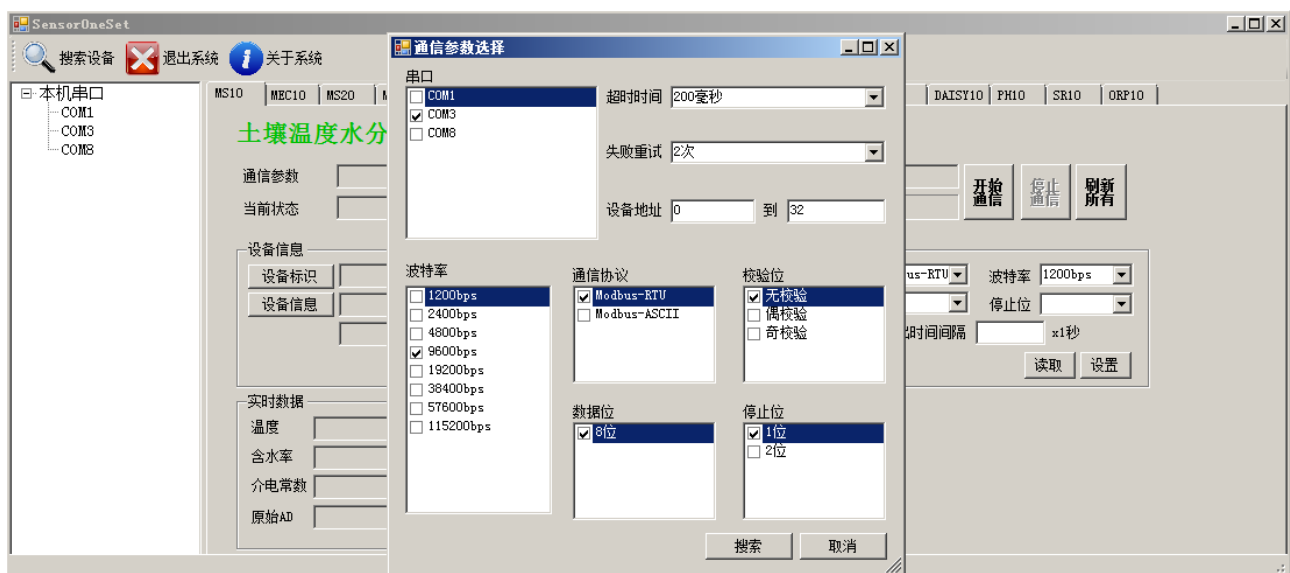 SensorOneSet
搜索设备 退出系统 关于系统
本机串口
COM1
COM3
COM8
MS10 MEC10 MS20 DAISY10 PH10 SR10 ORP10
土壤温度水分
通信参数
当前状态
开始通信 停止通信 刷新所有
设备信息
设备标识
设备信息
us-RTU 波特率 1200bps
停止位
出时间间隔 x1秒
读取 设置
实时数据
温度
含水率
介电常数
原始AD
通信参数选择
串口
COM1
COM3
COM8
超时时间 200毫秒
失败重试 2次
设备地址 0 到 32
波特率
1200bps
2400bps
4800bps
9600bps
19200bps
38400bps
57600bps
115200bps
通信协议
Modbus-RTU
Modbus-ASCII
校验位
无校验
偶校验
奇校验
数据位
8位
停止位
1位
2位
搜索 取消